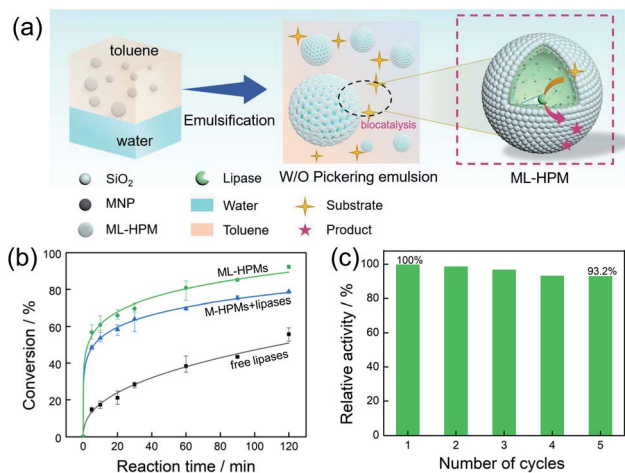 (a)
toluene
water
Emulsification
biocatalysis
W/O Pickering emulsion
ML-HPM
SiO2
Lipase
MNP
Water
Substrate
ML-HPM
Toluene
Product
(b)
Conversion / %
100
80
60
40
20
0
ML-HPMs
M-HPMs+lipases
free lipases
0 20 40 60 80 100 120
Reaction time / min
(c)
Relative activity / %
100
80
60
40
20
0
100%
93.2%
1 2 3 4 5
Number of cycles